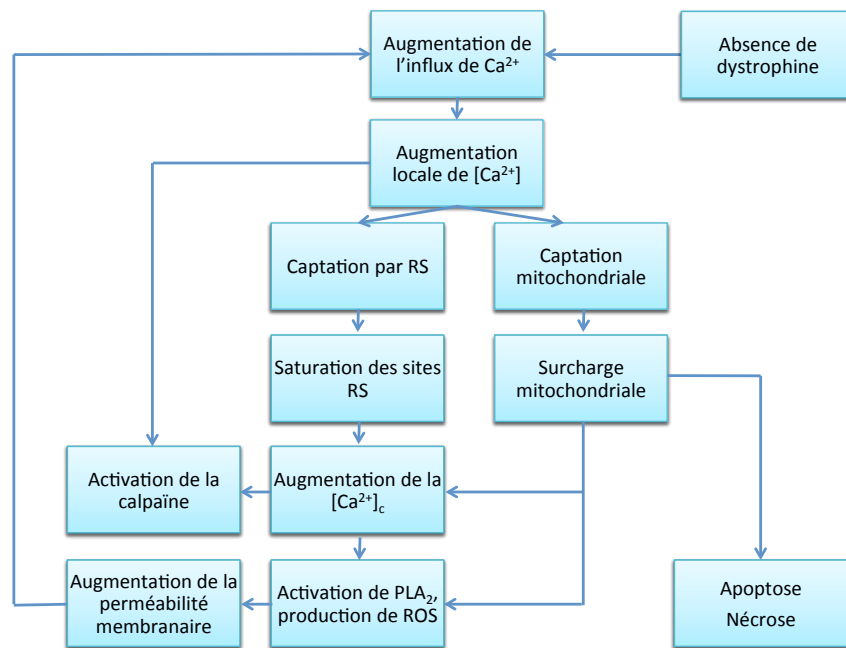 Augmentation de
l’influx de Ca²⁺
Absence de
dystrophine
Augmentation
locale de [Ca²⁺]
Captation par RS
Captation
mitochondriale
Saturation des sites
RS
Surcharge
mitochondriale
Activation de la
calpaïne
Augmentation de la
[Ca²⁺]c
Augmentation de la
perméabilité
membranaire
Activation de PLA₂,
production de ROS
Apoptose
Nécrose